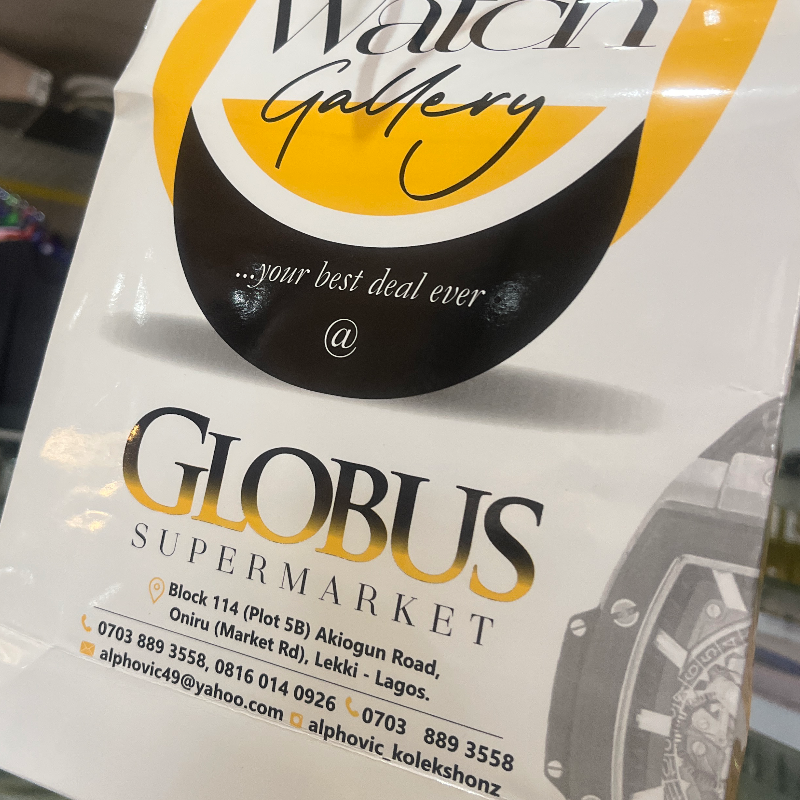 Watch
Gallery
...your best deal ever
@
GLOBUS
SUPERMARKET
Block 114 (Plot 5B) Akiogun Road,
Oniru (Market Rd), Lekki - Lagos.
0703 889 3558, 0816 014 0926 0703 889 3558
alphovic49@yahoo.com alphovic_kolekshonz